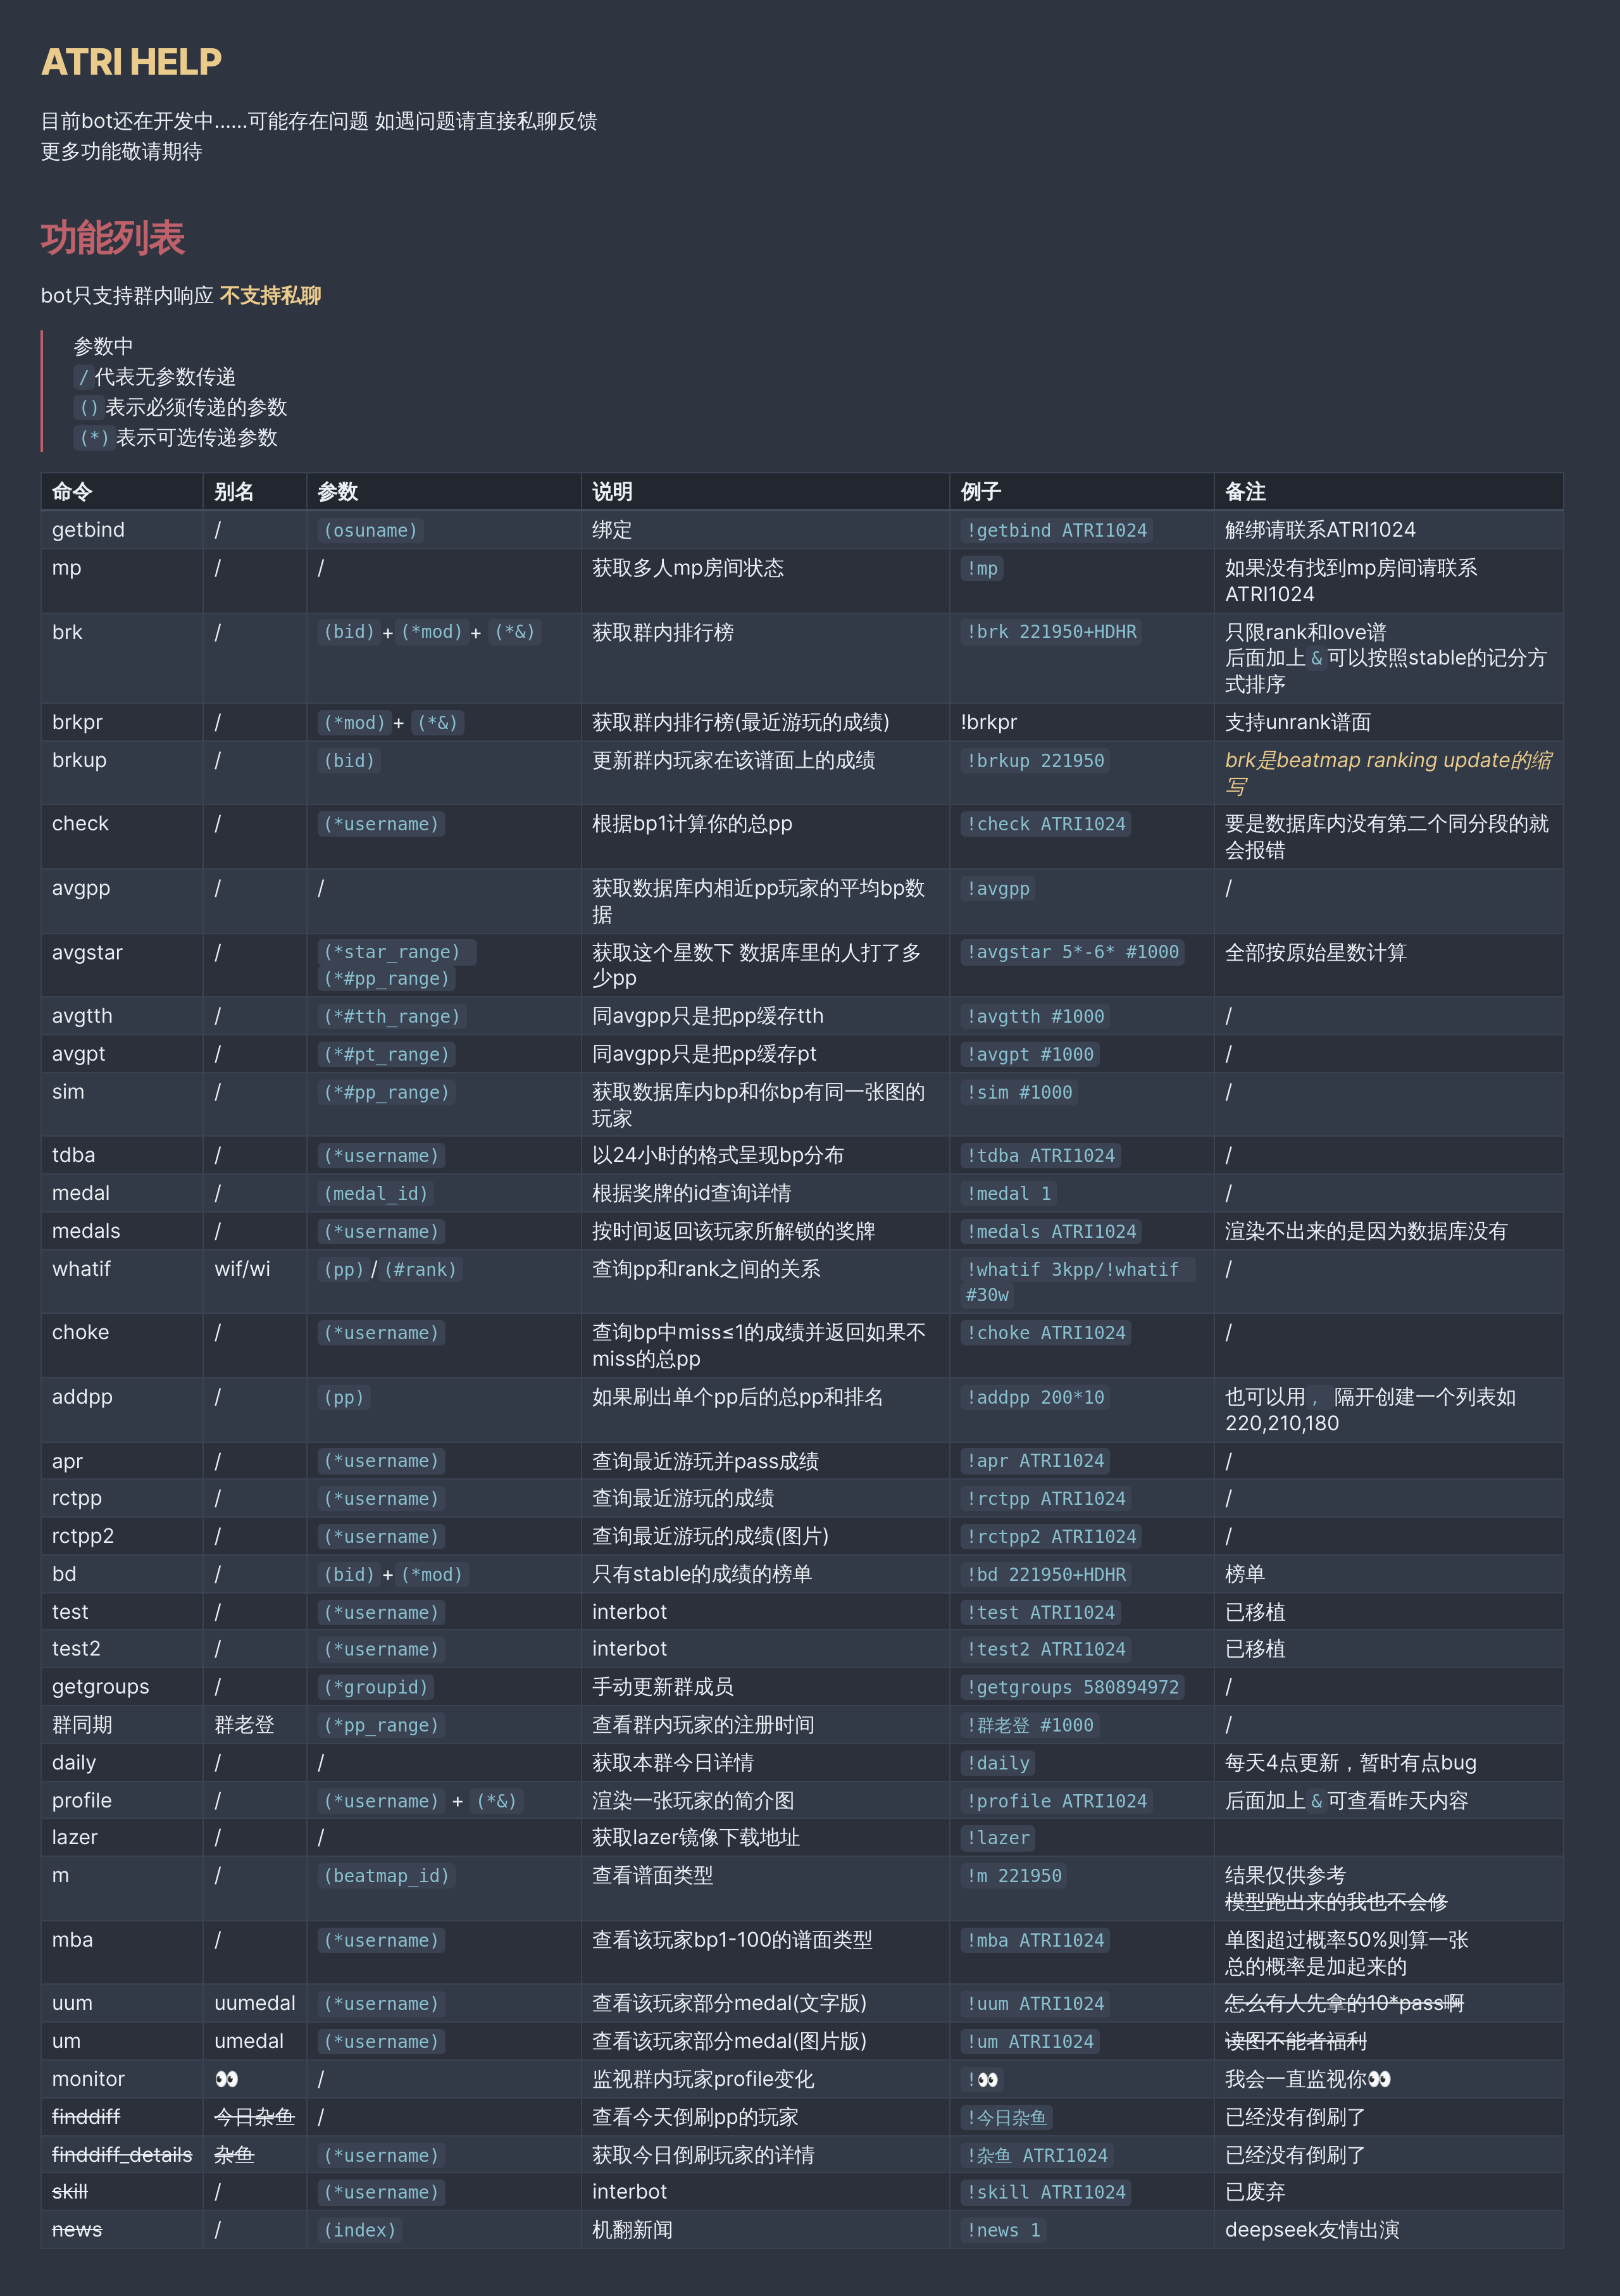 ATRI HELP
目前bot还在开发中……可能存在问题 如遇问题请直接私聊反馈
更多功能敬请期待
功能列表
bot只支持群内响应 不支持私聊
参数中
/代表无参数传递
()表示必须传递的参数
(*)表示可选传递参数
命令 别名 参数 说明 例子 备注
getbind / (osuname) 绑定 !getbind ATRI1024 解绑请联系ATRI1024
mp / / 获取多人mp房间状态 !mp 如果没有找到mp房间请联系
ATRI1024
brk / (bid)+(*mod)+ (*&) 获取群内排行榜 !brk 221950+HDHR 只限rank和love谱
后面加上&可以按照stable的记分方
式排序
brkpr / (*mod)+ (*&) 获取群内排行榜(最近游玩的成绩) !brkpr 支持unrank谱面
brkup / (bid) 更新群内玩家在该谱面上的成绩 !brkup 221950 brk是beatmap ranking update的缩
写
check / (*username) 根据bp1计算你的总pp !check ATRI1024 要是数据库内没有第二个同分段的就
会报错
avgpp / / 获取数据库内相近pp玩家的平均bp数 !avgpp /
据
avgstar / (*star_range) 获取这个星数下 数据库里的人打了多 !avgstar 5*-6* #1000 全部按原始星数计算
(*#pp_range) 少pp
avgtth / (*#tth_range) 同avgpp只是把pp缓存tth !avgtth #1000 /
avgpt / (*#pt_range) 同avgpp只是把pp缓存pt !avgpt #1000 /
sim / (*#pp_range) 获取数据库内bp和你bp有同一张图的 !sim #1000 /
玩家
tdba / (*username) 以24小时的格式呈现bp分布 !tdba ATRI1024 /
medal / (medal_id) 根据奖牌的id查询详情 !medal 1 /
medals / (*username) 按时间返回该玩家所解锁的奖牌 !medals ATRI1024 渲染不出来的是因为数据库没有
whatif wif/wi (pp)/(#rank) 查询pp和rank之间的关系 !whatif 3kpp/!whatif /
#30w
choke / (*username) 查询bp中miss≤1的成绩并返回如果不 !choke ATRI1024 /
miss的总pp
addpp / (pp) 如果刷出单个pp后的总pp和排名 !addpp 200*10 也可以用, 隔开创建一个列表如
220,210,180
apr / (*username) 查询最近游玩并pass成绩 !apr ATRI1024 /
rctpp / (*username) 查询最近游玩的成绩 !rctpp ATRI1024 /
rctpp2 / (*username) 查询最近游玩的成绩(图片) !rctpp2 ATRI1024 /
bd / (bid)+(*mod) 只有stable的成绩的榜单 !bd 221950+HDHR 榜单
test / (*username) interbot !test ATRI1024 已移植
test2 / (*username) interbot !test2 ATRI1024 已移植
getgroups / (*groupid) 手动更新群成员 !getgroups 580894972 /
群同期 群老登 (*pp_range) 查看群内玩家的注册时间 !群老登 #1000 /
daily / / 获取本群今日详情 !daily 每天4点更新，暂时有点bug
profile / (*username) + (*&) 渲染一张玩家的简介图 !profile ATRI1024 后面加上&可查看昨天内容
lazer / / 获取lazer镜像下载地址 !lazer
m / (beatmap_id) 查看谱面类型 !m 221950 结果仅供参考
模型跑出来的我也不会修
mba / (*username) 查看该玩家bp1-100的谱面类型 !mba ATRI1024 单图超过概率50%则算一张
总的概率是加起来的
uum uumedal (*username) 查看该玩家部分medal(文字版) !uum ATRI1024 怎么有人先拿的10*pass啊
um umedal (*username) 查看该玩家部分medal(图片版) !um ATRI1024 读图不能者福利
monitor 👀 / 监视群内玩家profile变化 !👀 我会一直监视你👀
finddiff 今日杂鱼 / 查看今天倒刷pp的玩家 !今日杂鱼 已经没有倒刷了
finddiff_details 杂鱼 (*username) 获取今日倒刷玩家的详情 !杂鱼 ATRI1024 已经没有倒刷了
skill / (*username) interbot !skill ATRI1024 已废弃
news / (index) 机翻新闻 !news 1 deepseek友情出演